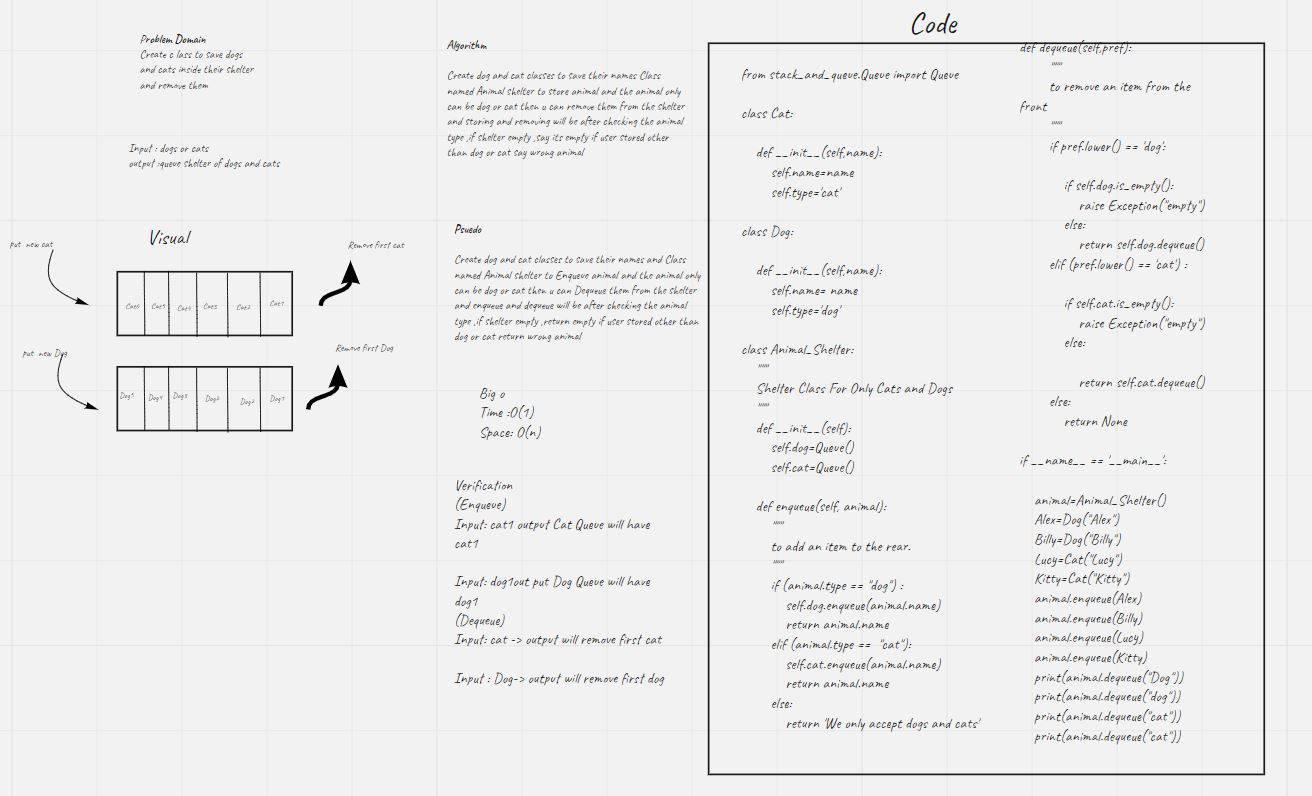 Problem Domain
Create c lass to save dogs
and cats inside their shelter
and remove them
Input : dogs or cats
output :queue shelter of dogs and cats
Visual
put new cat
Remove first cat
Cat6 Cat5 Cat4 Cat3 Cat2 Cat1
put new Dog
Remove first Dog
Dog5 Dog4 Dog3 Dog2 Dog2 Dog1
Algorithm
Create dog and cat classes to save their names Class
named Animal shelter to store animal and the animal only
can be dog or cat then u can remove them from the shelter
and storing and removing will be after checking the animal
type ,if shelter empty ,say its empty if user stored other
than dog or cat say wrong animal
Psuedo
Create dog and cat classes to save their names and Class
named Animal shelter to Enqueue animal and the animal only
can be dog or cat then u can Dequeue them from the shelter
and enqueue and dequeue will be after checking the animal
type ,if shelter empty ,return empty if user stored other than
dog or cat return wrong animal
Big o
Time :O(1)
Space: O(n)
Verification
(Enqueue)
Input: cat1 output Cat Queue will have
cat1
Input: dog1out put Dog Queue will have
dog1
(Dequeue)
Input: cat -> output will remove first cat
Input : Dog-> output will remove first dog
Code
from stack_and_queue.Queue import Queue
class Cat:
def __init__(self,name):
self.name=name
self.type='cat'
class Dog:
def __init__(self,name):
self.name= name
self.type='dog'
class Animal_Shelter:
"""
Shelter Class For Only Cats and Dogs
"""
def __init__(self):
self.dog=Queue()
self.cat=Queue()
def enqueue(self, animal):
"""
to add an item to the rear.
"""
if (animal.type == "dog") :
self.dog.enqueue(animal.name)
return animal.name
elif (animal.type == "cat"):
self.cat.enqueue(animal.name)
return animal.name
else:
return 'We only accept dogs and cats'
def dequeue(self,pref):
"""
to remove an item from the
front
"""
if pref.lower() == 'dog':
if self.dog.is_empty():
raise Exception("empty")
else:
return self.dog.dequeue()
elif (pref.lower() == 'cat') :
if self.cat.is_empty():
raise Exception("empty")
else:
return self.cat.dequeue()
else:
return None
if __name__ == '__main__':
animal=Animal_Shelter()
Alex=Dog("Alex")
Billy=Dog("Billy")
Lucy=Cat("Lucy")
Kitty=Cat("Kitty")
animal.enqueue(Alex)
animal.enqueue(Billy)
animal.enqueue(Lucy)
animal.enqueue(Kitty)
print(animal.dequeue("Dog"))
print(animal.dequeue("dog"))
print(animal.dequeue("cat"))
print(animal.dequeue("cat"))